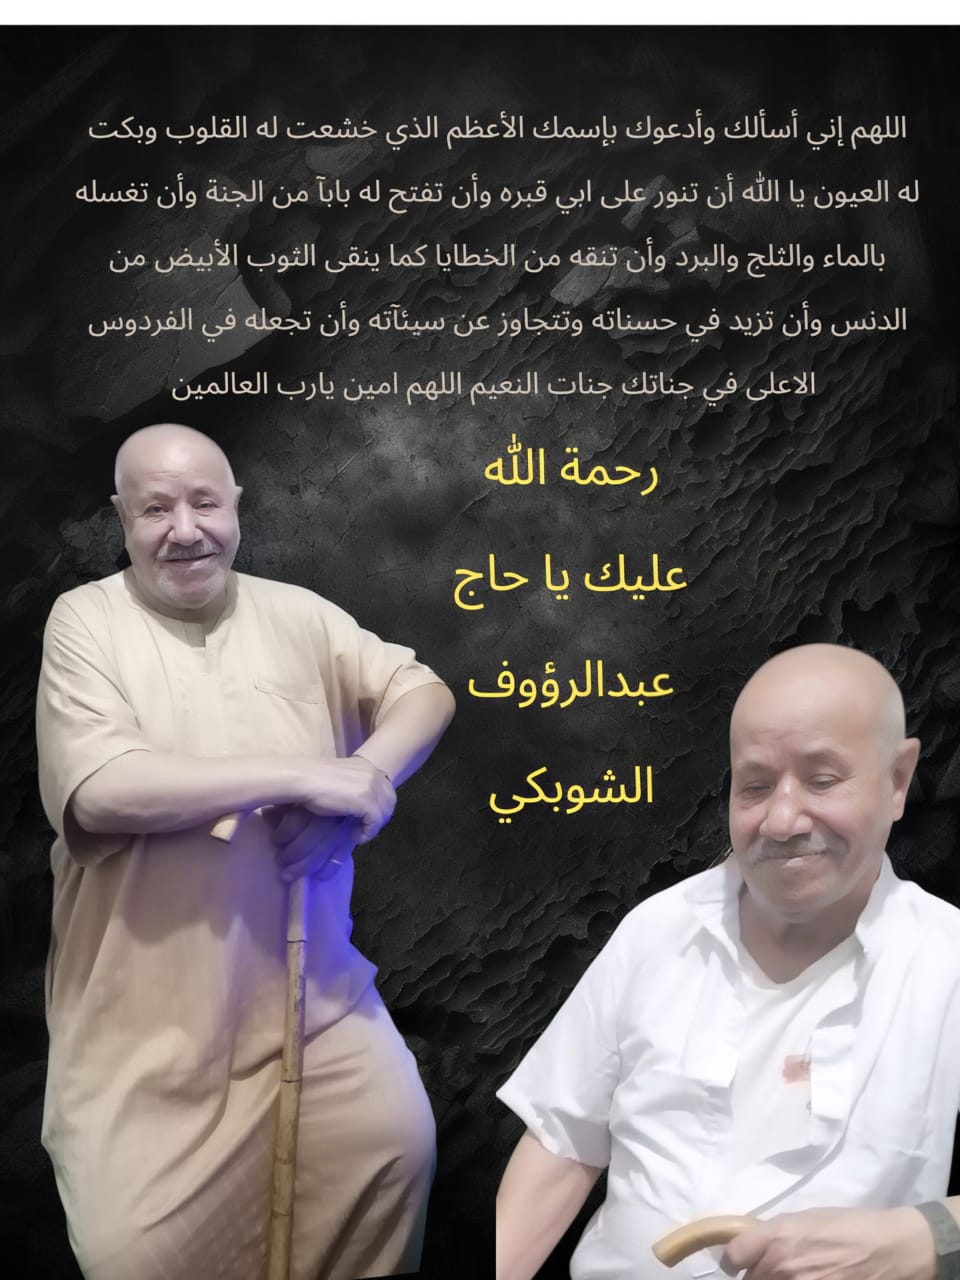 اللهم إني أسألك وأدعوك بإسمك الأعظم الذي خشعت له القلوب وبكت
له العيون يا الله أن تنور على ابي قبره وأن تفتح له باباّ من الجنة وأن تغسله
بالماء والثلج والبرد وأن تنقه من الخطايا كما ينقى الثوب الأبيض من
الدنس وأن تزيد في حسناته وتتجاوز عن سيئآته وأن تجعله في الفردوس
الاعلى في جناتك جنات النعيم اللهم امين يارب العالمين
رحمة الله
عليك يا حاج
عبدالرؤوف
الشوبكي